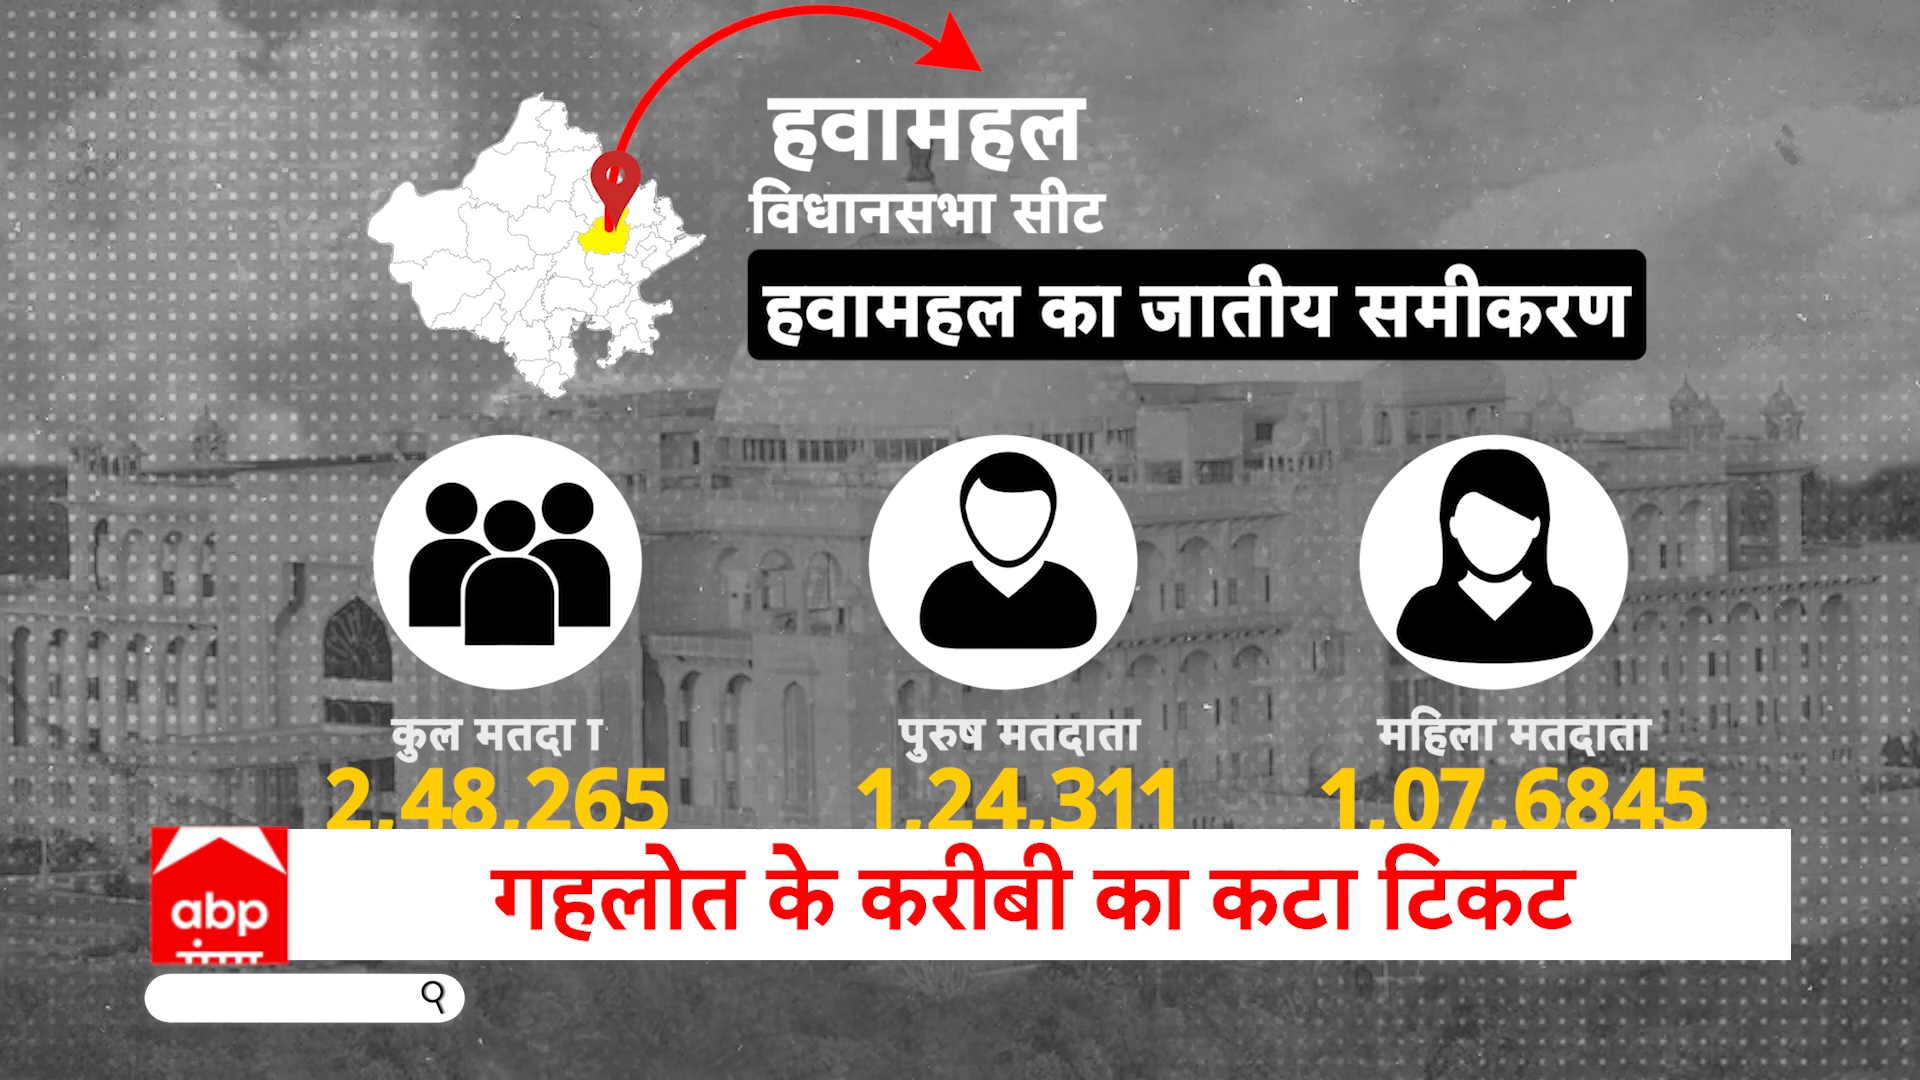 हवामहल
विधानसभा सीट
हवामहल का जातीय समीकरण
कुल मतदा ा
पुरुष मतदाता
महिला मतदाता
2,48,265
1,24,311
1,07,6845
गहलोत के करीबी का कटा टिकट
abp